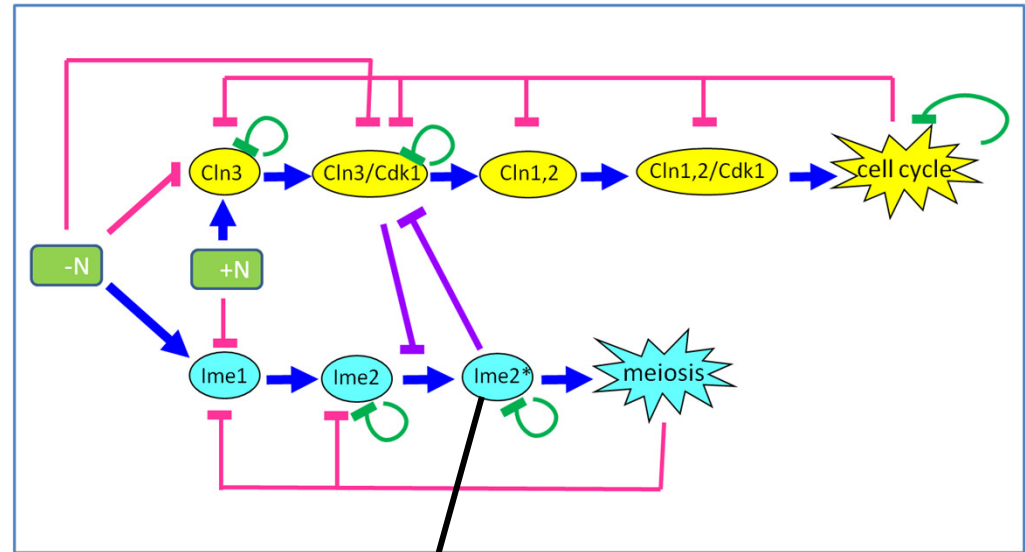 Cln3
Cln3/Cdk1
Cln1,2
Cln1,2/Cdk1
cell cycle
-N
+N
Ime1
Ime2
Ime2*
meiosis